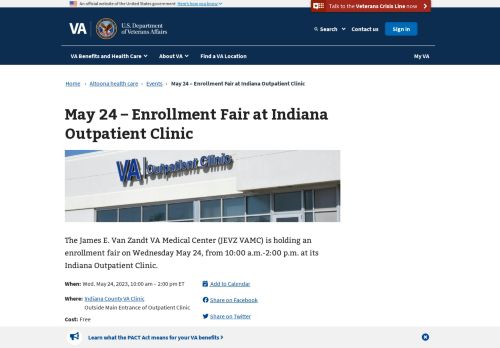 An official website of the United States government. Here's how you know
Talk to the Veterans Crisis Line now
VA
U.S. Department
of Veterans Affairs
Search
Contact us
Sign in
VA Benefits and Health Care
About VA
Find a VA Location
My VA
Home › Altoona health care › Events › May 24 – Enrollment Fair at Indiana Outpatient Clinic
May 24 – Enrollment Fair at Indiana
Outpatient Clinic
VA Outpatient Clinic
The James E. Van Zandt VA Medical Center (JEVZ VAMC) is holding an
enrollment fair on Wednesday May 24, from 10:00 a.m.-2:00 p.m. at its
Indiana Outpatient Clinic.
When: Wed. May 24, 2023, 10:00 am – 2:00 pm ET
Where: Indiana County VA Clinic
Outside Main Entrance of Outpatient Clinic
Cost: Free
Add to Calendar
Share on Facebook
Share on Twitter
Learn what the PACT Act means for your VA benefits